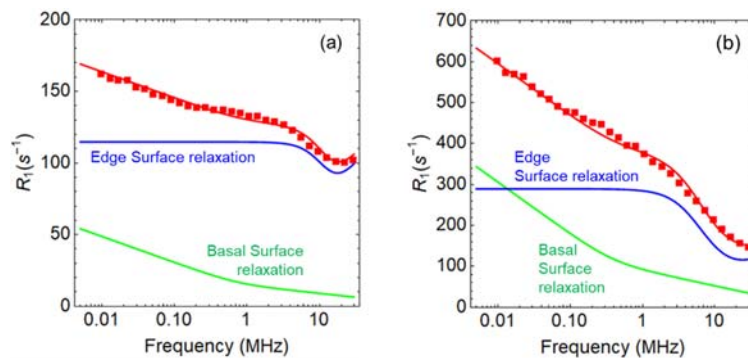 200
(a)
150
R₁(s⁻¹)
100
Edge Surface relaxation
50
Basal Surface
relaxation
0
0.01 0.10 1 10
Frequency (MHz)
700
(b)
600
500
400
R₁(s⁻¹)
Edge
Surface relaxation
300
200
Basal
Surface
relaxation
100
0
0.01 0.10 1 10
Frequency (MHz)